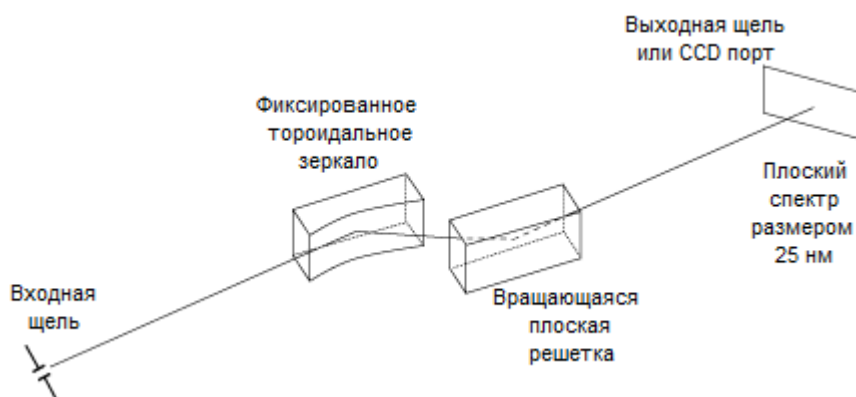 Выходная щель
или CCD порт
Фиксированное
тороидальное
зеркало
Плоский
спектр
размером
25 нм
Вращающаяся
плоская
решетка
Входная
щель